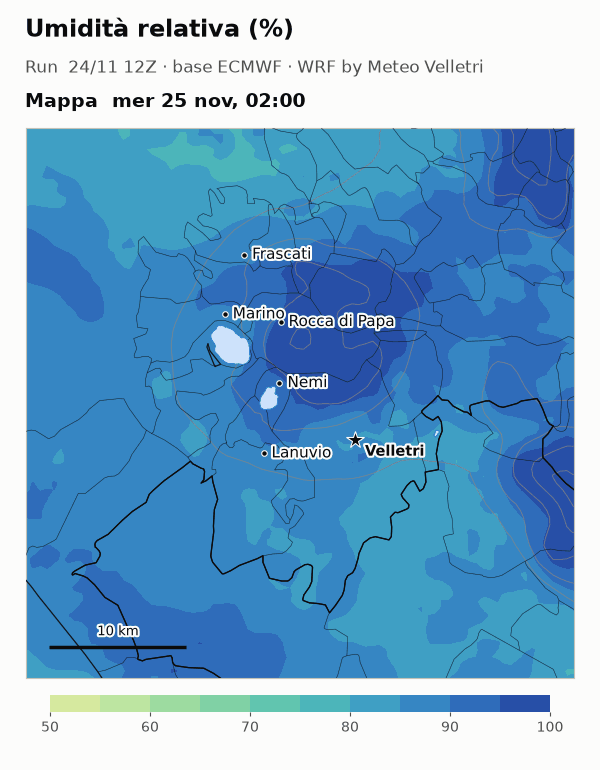 Umidità relativa (%)
Run  24/11 12Z · base ECMWF · WRF by Meteo Velletri
Mappa  mer 25 nov, 02:00
Frascati
Marino
Rocca di Papa
Nemi
Velletri
Lanuvio
10 km
50 60 70 80 90 100